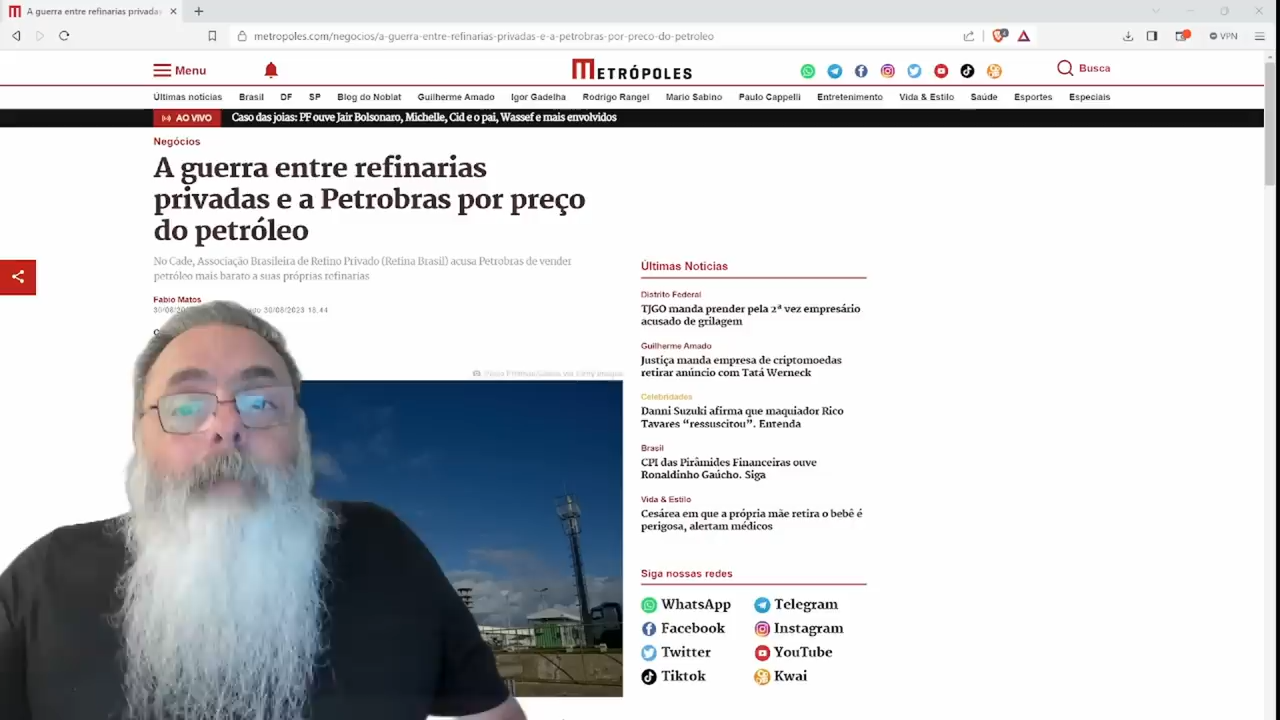 A guerra entre refinarias privadas
metropoles.com/negocios/a-guerra-entre-refinarias-privadas-e-a-petrobras-por-preco-do-petroleo
VPN
Menu
METRÓPOLES
Busca
Últimas notícias Brasil DF SP Blog do Noblat Guilherme Amado Igor Gadelha Rodrigo Rangel Mario Sabino Paulo Cappelli Entretenimento Vida & Estilo Saúde Esportes Especiais
AO VIVO Caso das joias: PF ouve Jair Bolsonaro, Michelle, Cid e o pai, Wassef e mais envolvidos
Negócios
A guerra entre refinarias
privadas e a Petrobras por preço
do petróleo
No Cade, Associação Brasileira de Refino Privado (Refina Brasil) acusa Petrobras de vender
petróleo mais barato a suas próprias refinarias
Fabio Matos
30/08/2023 18:44
Últimas Notícias
Distrito Federal
TJGO manda prender pela 2ª vez empresário
acusado de grilagem
Guilherme Amado
Justiça manda empresa de criptomoedas
retirar anúncio com Tatá Werneck
Celebridades
Danni Suzuki afirma que maquiador Rico
Tavares “ressuscitou”. Entenda
Brasil
CPI das Pirâmides Financeiras ouve
Ronaldinho Gaúcho. Siga
Vida & Estilo
Cesárea em que a própria mãe retira o bebê é
perigosa, alertam médicos
Siga nossas redes
WhatsApp Telegram
Facebook Instagram
Twitter YouTube
Tiktok Kwai